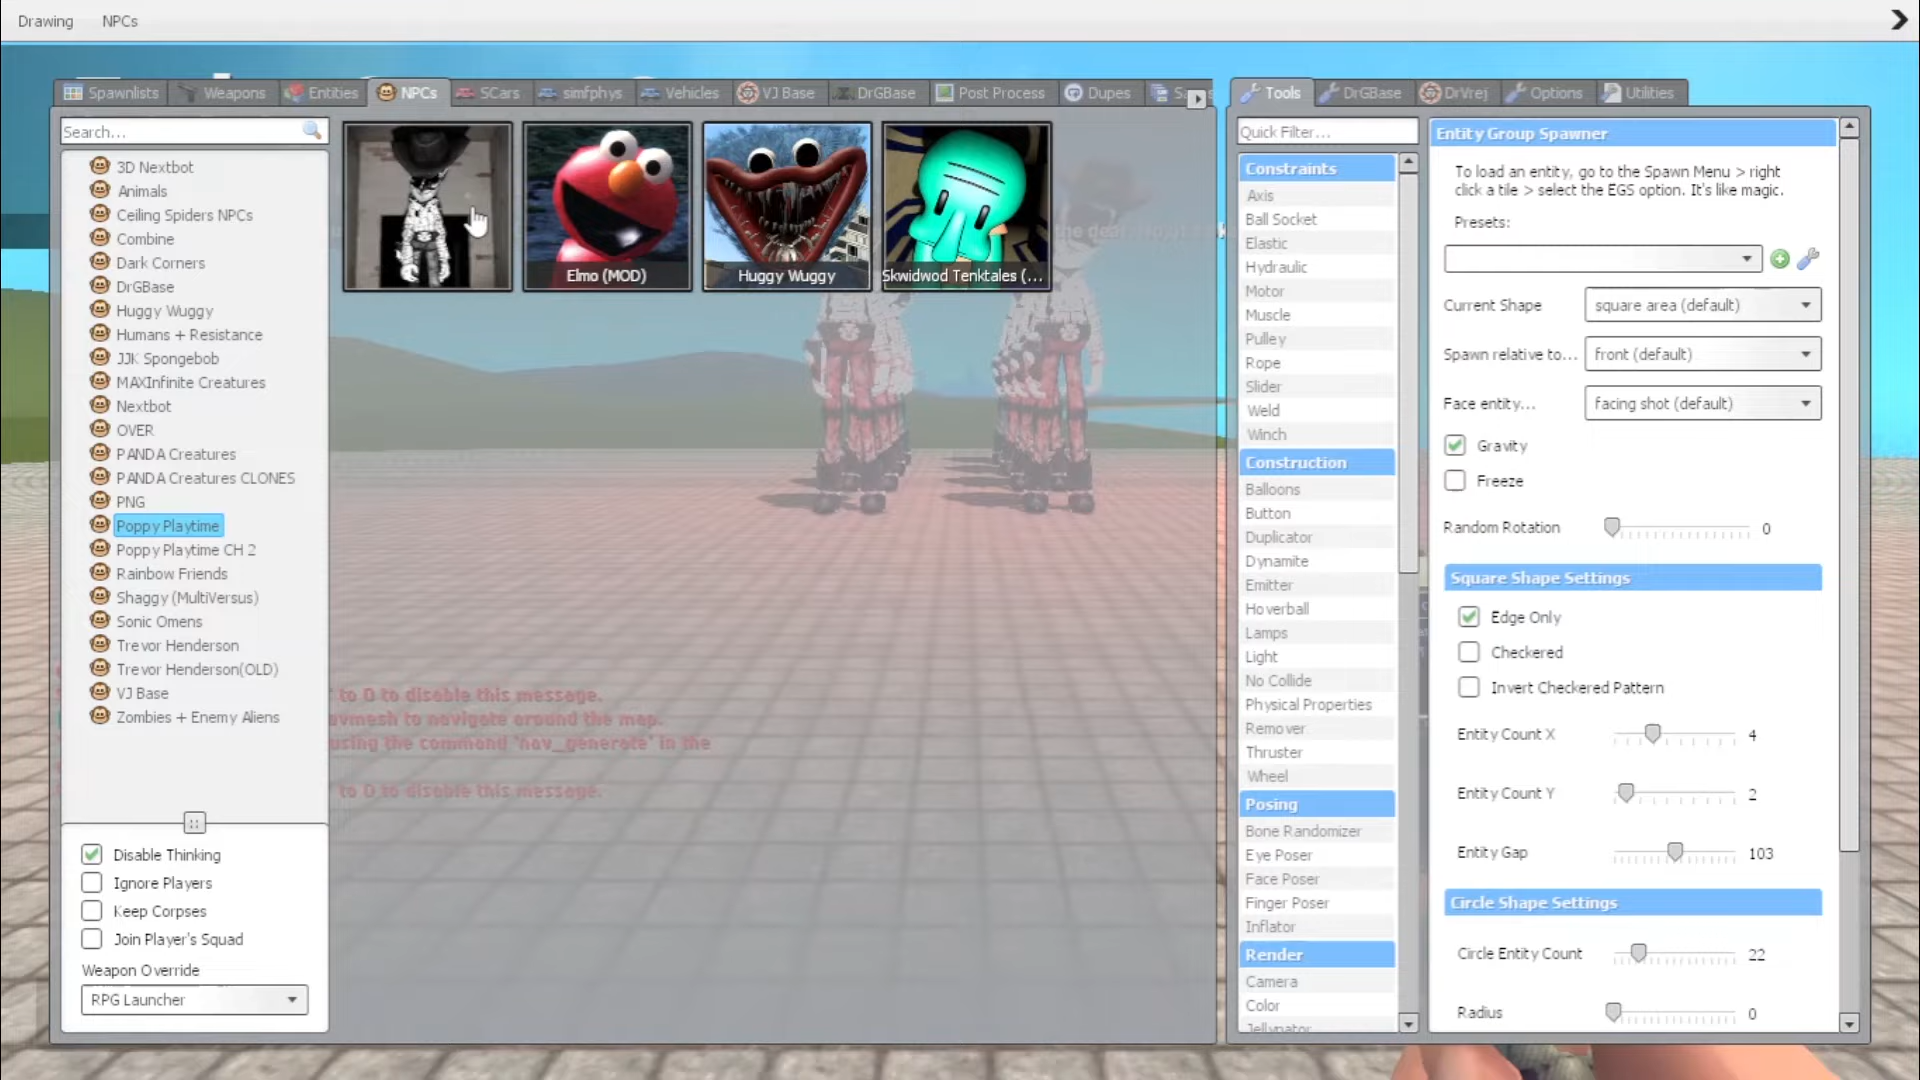 Drawing NPCs
Spawnlists Weapons Entities NPCs SCars simfphys Vehicles VJ Base DrGBase Post Process Dupes
Search...
3D Nextbot
Animals
Ceiling Spiders NPCs
Combine
Dark Corners
DrGBase
Huggy Wuggy
Humans + Resistance
JJK Spongebob
MAXInfinite Creatures
Nextbot
OVER
PANDA Creatures
PANDA Creatures CLONES
PNG
Poppy Playtime
Poppy Playtime CH 2
Rainbow Friends
Shaggy (MultiVersus)
Sonic Omens
Trevor Henderson
Trevor Henderson(OLD)
VJ Base
Zombies + Enemy Aliens
Disable Thinking
Ignore Players
Keep Corpses
Join Player's Squad
Weapon Override
RPG Launcher
Elmo (MOD)
Huggy Wuggy
Skwidwod Tenktales (...
to 0 to disable this message.
avmesh to navigate around the map.
using the command 'nav_generate' in the
to 0 to disable this message.
Tools DrGBase DrVrej Options Utilities
Quick Filter...
Constraints
Axis
Ball Socket
Elastic
Hydraulic
Motor
Muscle
Pulley
Rope
Slider
Weld
Winch
Construction
Balloons
Button
Duplicator
Dynamite
Emitter
Hoverball
Lamps
Light
No Collide
Physical Properties
Remover
Thruster
Wheel
Posing
Bone Randomizer
Eye Poser
Face Poser
Finger Poser
Inflator
Render
Camera
Color
Entity Group Spawner
To load an entity, go to the Spawn Menu > right
click a tile > select the EGS option. It's like magic.
Presets:
Current Shape square area (default)
Spawn relative to... front (default)
Face entity... facing shot (default)
Gravity
Freeze
Random Rotation 0
Square Shape Settings
Edge Only
Checkered
Invert Checkered Pattern
Entity Count X 4
Entity Count Y 2
Entity Gap 103
Circle Shape Settings
Circle Entity Count 22
Radius 0